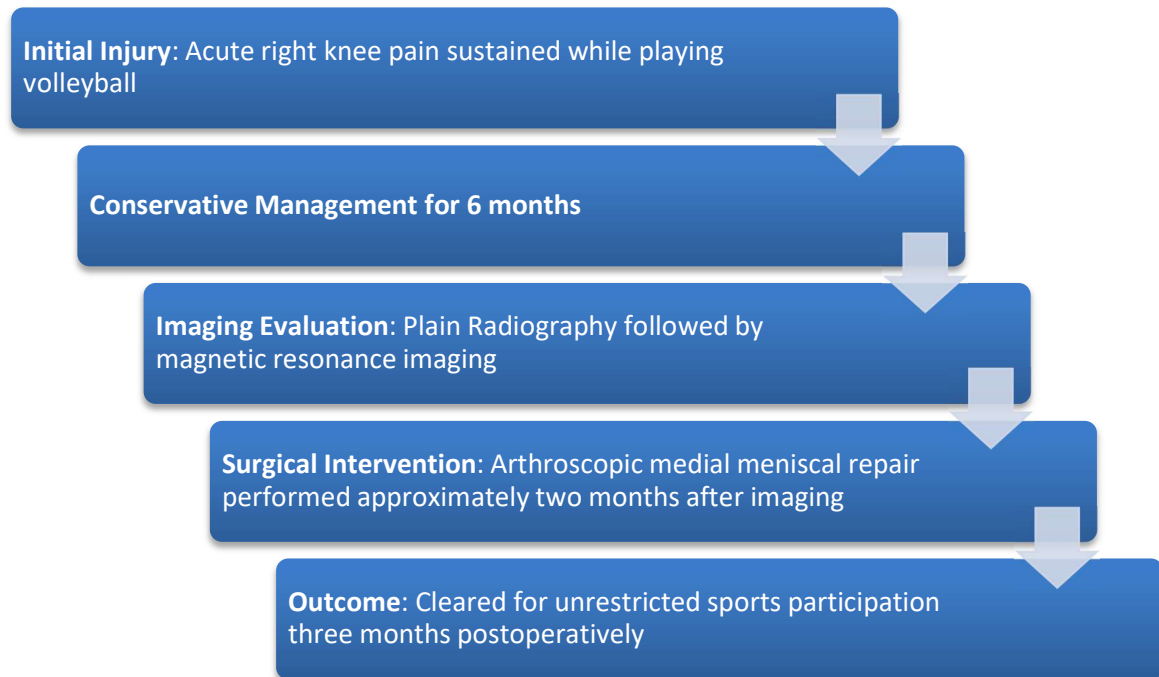 Initial Injury: Acute right knee pain sustained while playing
volleyball
Conservative Management for 6 months
Imaging Evaluation: Plain Radiography followed by
magnetic resonance imaging
Surgical Intervention: Arthroscopic medial meniscal repair
performed approximately two months after imaging
Outcome: Cleared for unrestricted sports participation
three months postoperatively